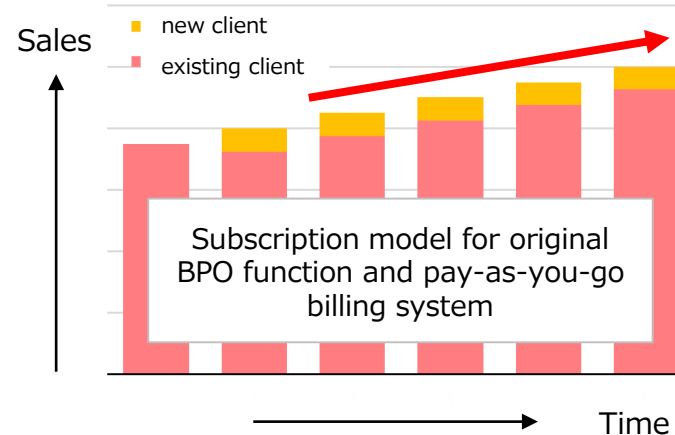 Sales
new client
existing client
Subscription model for original
BPO function and pay-as-you-go
billing system
Time